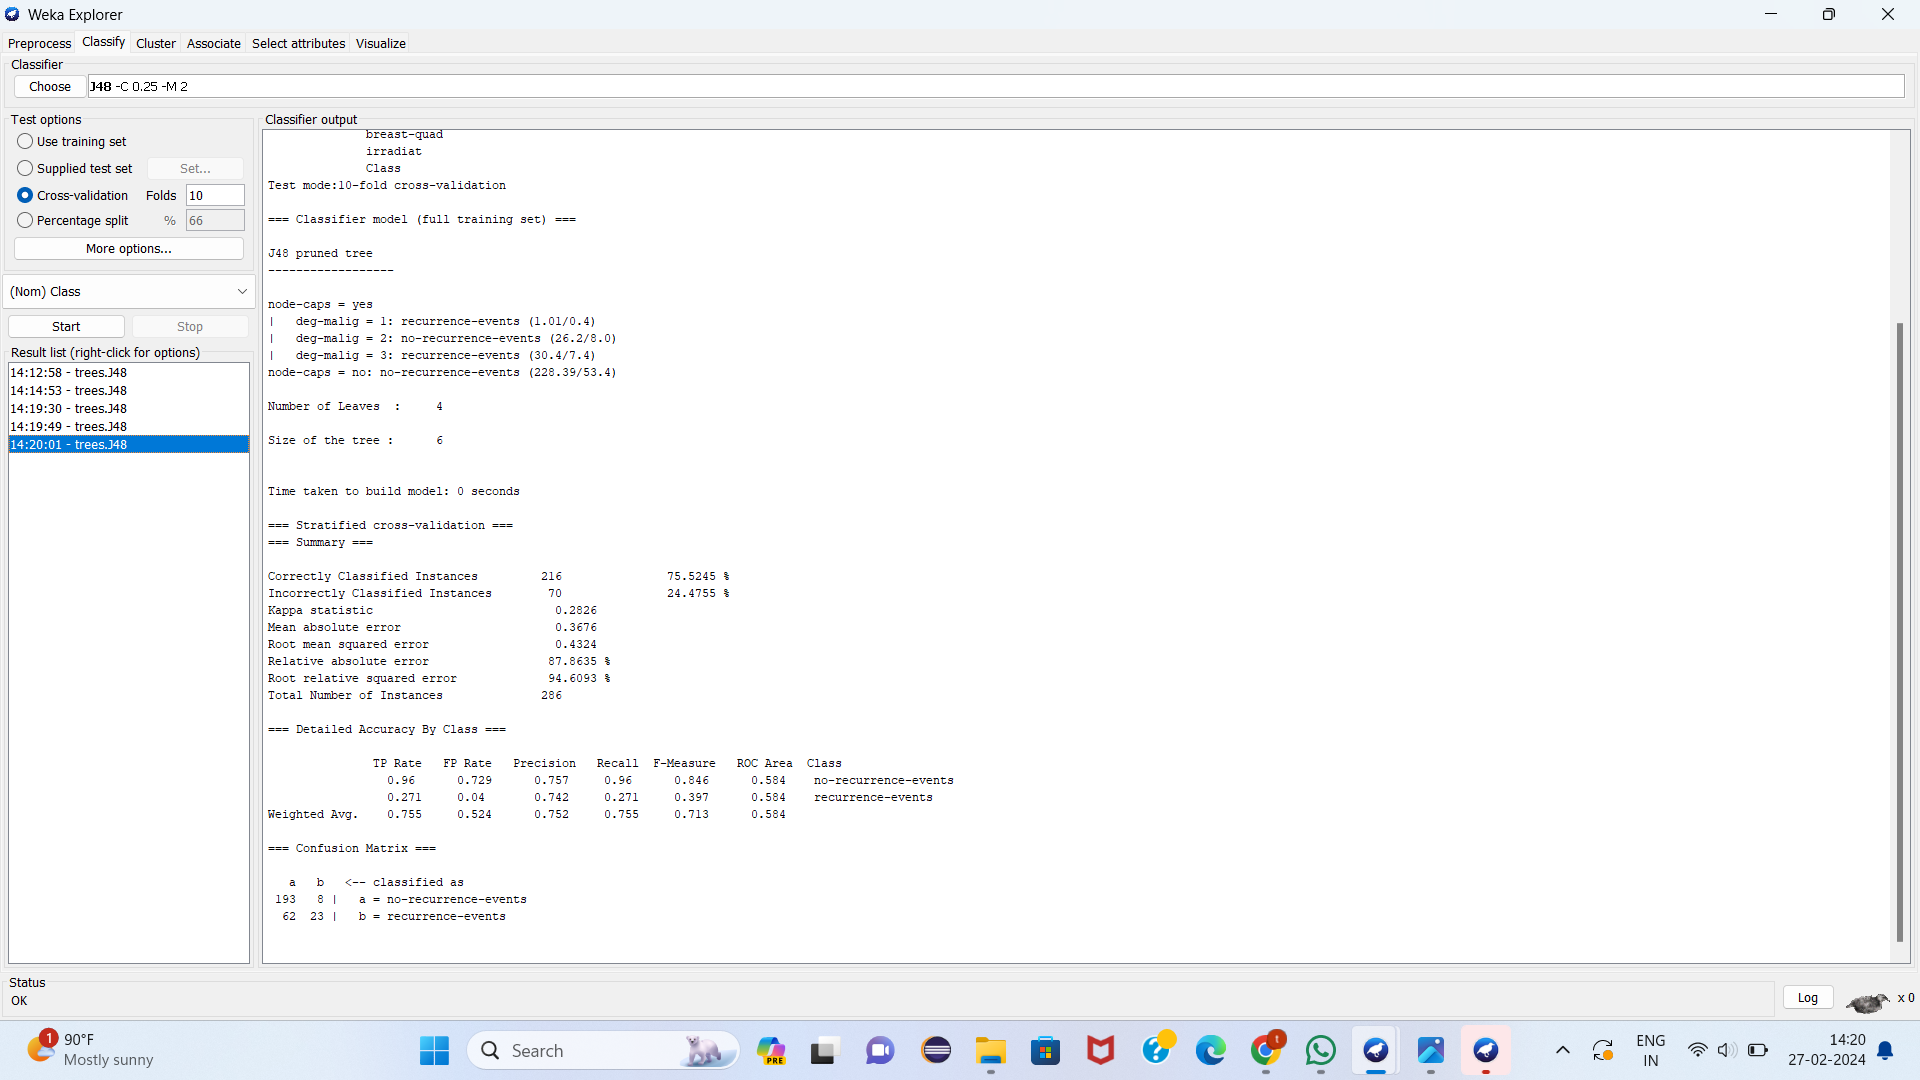 Weka Explorer
Preprocess Classify Cluster Associate Select attributes Visualize
Classifier
Choose J48 -C 0.25 -M 2
Test options
Use training set
Supplied test set Set...
Cross-validation Folds 10
Percentage split % 66
More options...
(Nom) Class
Start Stop
Result list (right-click for options)
14:12:58 - trees.J48
14:14:53 - trees.J48
14:19:30 - trees.J48
14:19:49 - trees.J48
14:20:01 - trees.J48
Classifier output
breast-quad
irradiat
Class
Test mode:10-fold cross-validation
=== Classifier model (full training set) ===
J48 pruned tree
------------------
node-caps = yes
|   deg-malig = 1: recurrence-events (1.01/0.4)
|   deg-malig = 2: no-recurrence-events (26.2/8.0)
|   deg-malig = 3: recurrence-events (30.4/7.4)
node-caps = no: no-recurrence-events (228.39/53.4)
Number of Leaves  : 4
Size of the tree : 6
Time taken to build model: 0 seconds
=== Stratified cross-validation ===
=== Summary ===
Correctly Classified Instances 216 75.5245 %
Incorrectly Classified Instances 70 24.4755 %
Kappa statistic 0.2826
Mean absolute error 0.3676
Root mean squared error 0.4324
Relative absolute error 87.8635 %
Root relative squared error 94.6093 %
Total Number of Instances 286
=== Detailed Accuracy By Class ===
TP Rate FP Rate Precision Recall F-Measure ROC Area Class
0.96 0.729 0.757 0.96 0.846 0.584 no-recurrence-events
0.271 0.04 0.742 0.271 0.397 0.584 recurrence-events
Weighted Avg. 0.755 0.524 0.752 0.755 0.713 0.584
=== Confusion Matrix ===
a b <-- classified as
193 8 | a = no-recurrence-events
62 23 | b = recurrence-events
Status
OK
Log x 0
1 90°F
Mostly sunny
Search
PRE
t
ENG
IN
14:20
27-02-2024